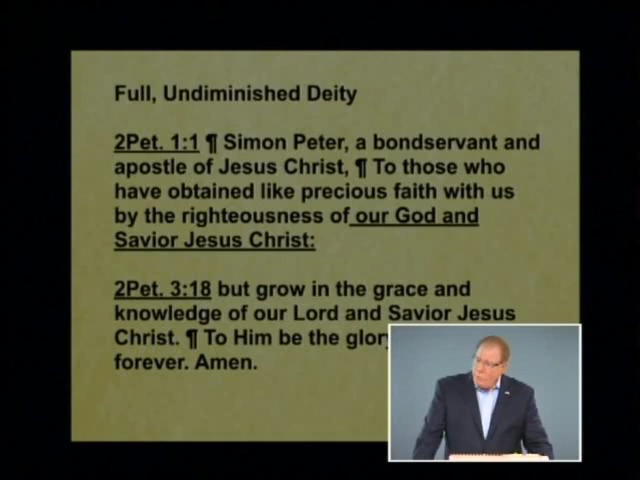 Full, Undiminished Deity
2Pet. 1:1 ¶ Simon Peter, a bondservant and
apostle of Jesus Christ, ¶ To those who
have obtained like precious faith with us
by the righteousness of our God and
Savior Jesus Christ:
2Pet. 3:18 but grow in the grace and
knowledge of our Lord and Savior Jesus
Christ. ¶ To Him be the glory
forever. Amen.